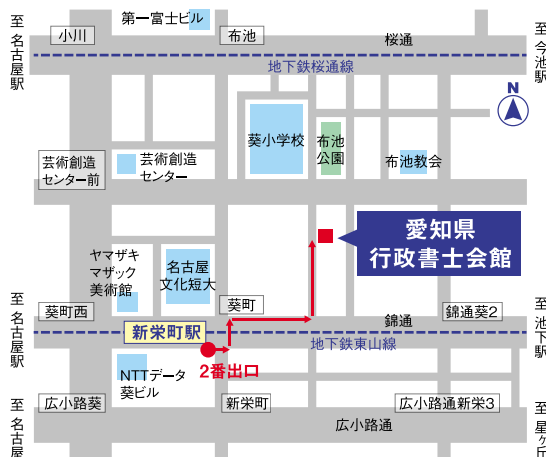 至 名古屋駅
小川
第一富士ビル
布池
桜通
至 今池駅
地下鉄桜通線
N
葵小学校
布池
公園
布池教会
芸術創造
センター前
芸術創造
センター
愛知県
行政書士会館
ヤマザキ
マザック
美術館
名古屋
文化短大
至 名古屋駅
葵町西
葵町
錦通
錦通葵2
至 池下駅
新栄町駅
地下鉄東山線
2番出口
NTTデータ
葵ビル
至 名古屋
広小路葵
新栄町
広小路通新栄3
広小路通
至 星ヶ丘